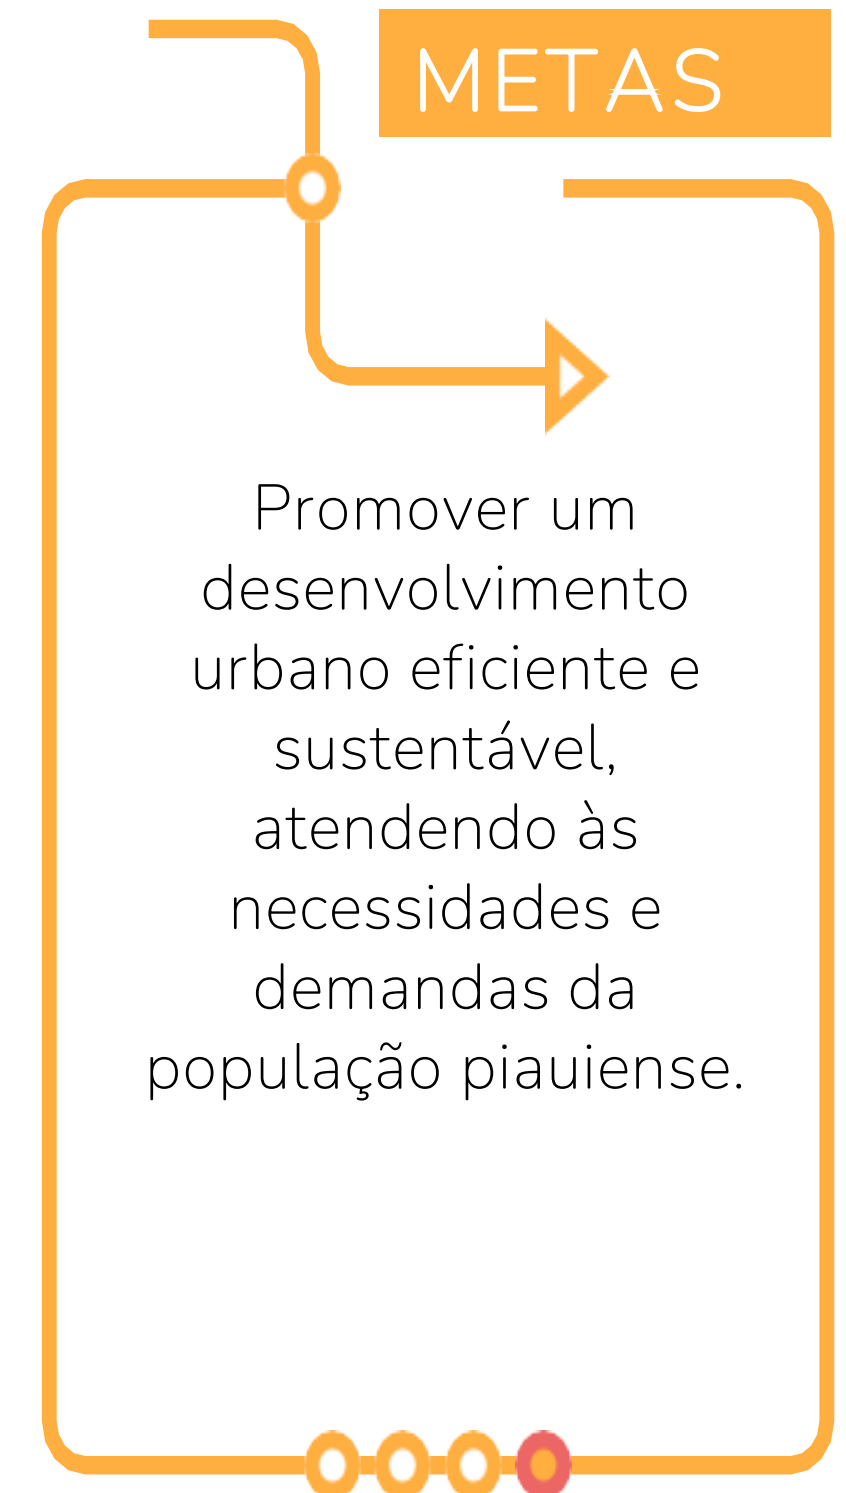 METAS
Promover um
desenvolvimento
urbano eficiente e
sustentável,
atendendo às
necessidades e
demandas da
população piauiense.